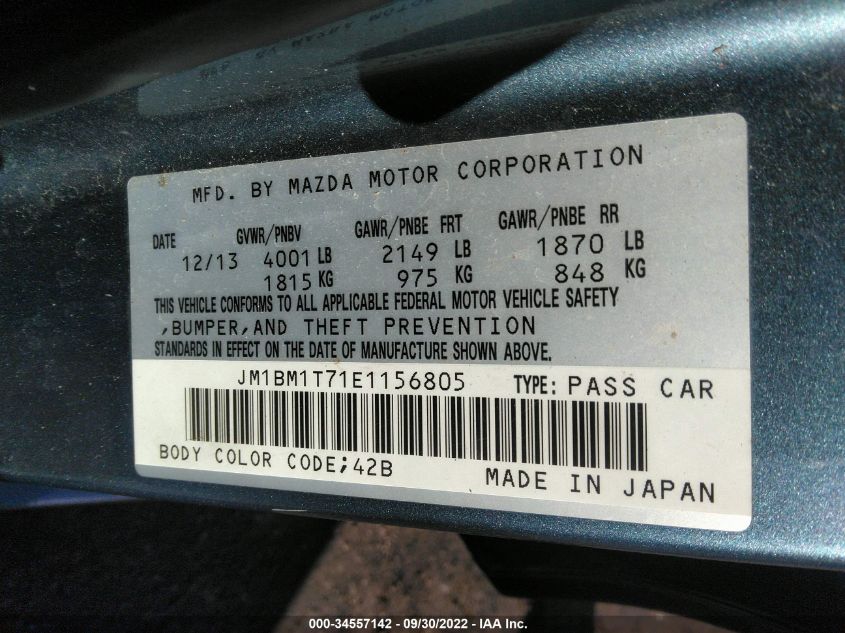 MFD. BY MAZDA MOTOR CORPORATION
DATE GVWR/PNBV GAWR/PNBE FRT GAWR/PNBE RR
12/13 4001 LB 2149 LB 1870 LB
1815 KG 975 KG 848 KG
THIS VEHICLE CONFORMS TO ALL APPLICABLE FEDERAL MOTOR VEHICLE SAFETY
,BUMPER,AND THEFT PREVENTION
STANDARDS IN EFFECT ON THE DATE OF MANUFACTURE SHOWN ABOVE.
JM1BM1T71E1156805 TYPE: PASS CAR
BODY COLOR CODE;42B MADE IN JAPAN
000-34557142 - 09/30/2022 - IAA Inc.